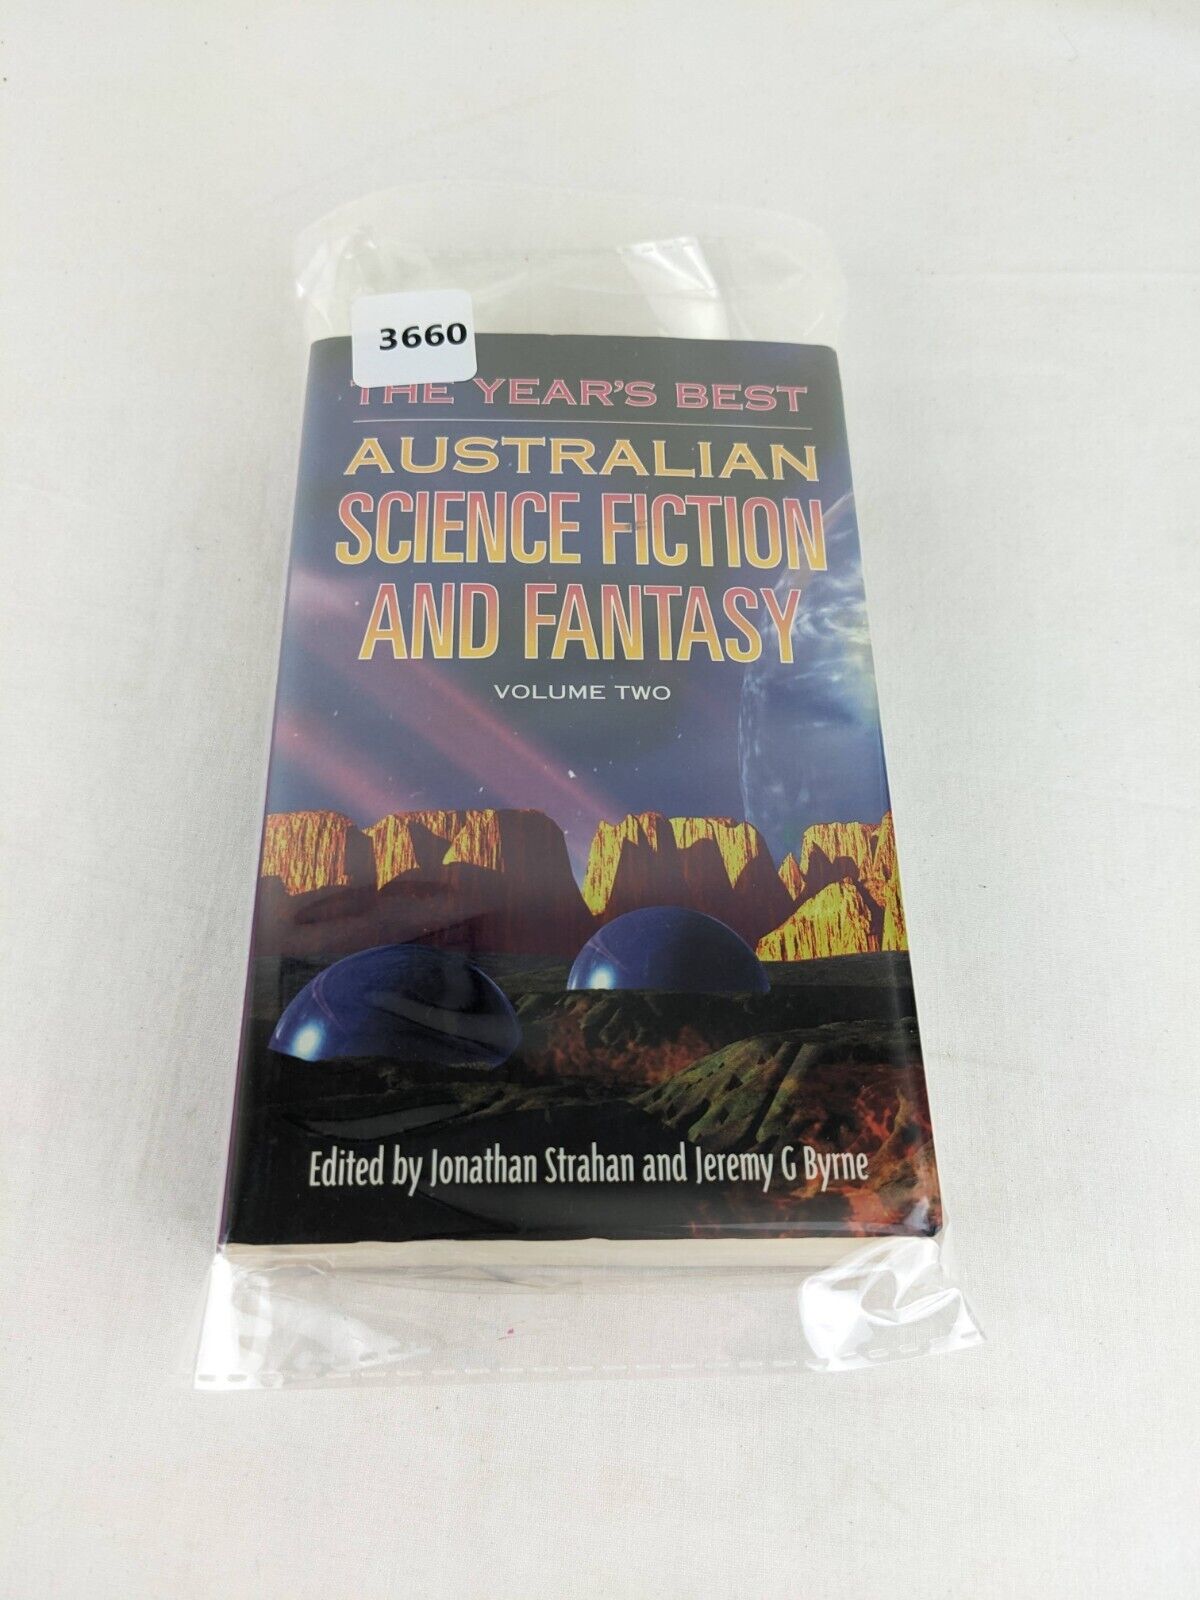 3660
THE YEAR'S BEST
AUSTRALIAN
SCIENCE FICTION
AND FANTASY
VOLUME TWO
Edited by Jonathan Strahan and Jeremy G Byrne